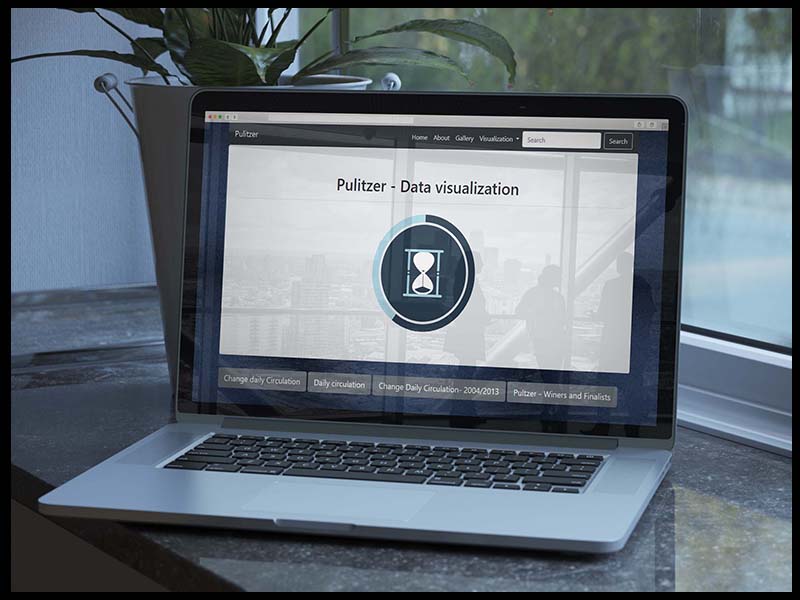 Pulitzer Home About Gallery Visualization Search Search
Pulitzer - Data visualization
Change daily Circulation Daily circulation Change Daily Circulation- 2004/2013 Pultzer - Winers and Finalists